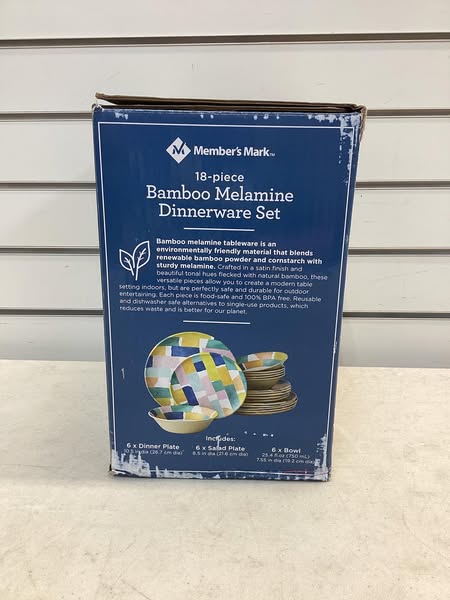 Member's Mark™
18-piece
Bamboo Melamine
Dinnerware Set
Bamboo melamine tableware is an
environmentally friendly material that blends
renewable bamboo powder and cornstarch with
sturdy melamine. Crafted in a satin finish and
beautiful tonal hues flecked with natural bamboo, these
versatile pieces allow you to create a modern table
setting indoors, but are perfectly safe and durable for outdoor
entertaining. Each piece is food-safe and 100% BPA free. Reusable
and dishwasher safe alternatives to single-use products, which
reduces waste and is better for our planet.
Includes:
6 x Dinner Plate
10.5 in dia (26.7 cm dia)
6 x Salad Plate
8.5 in dia (21.6 cm dia)
6 x Bowl
25.4 fl oz (750 mL)
7.55 in dia (19.2 cm dia)